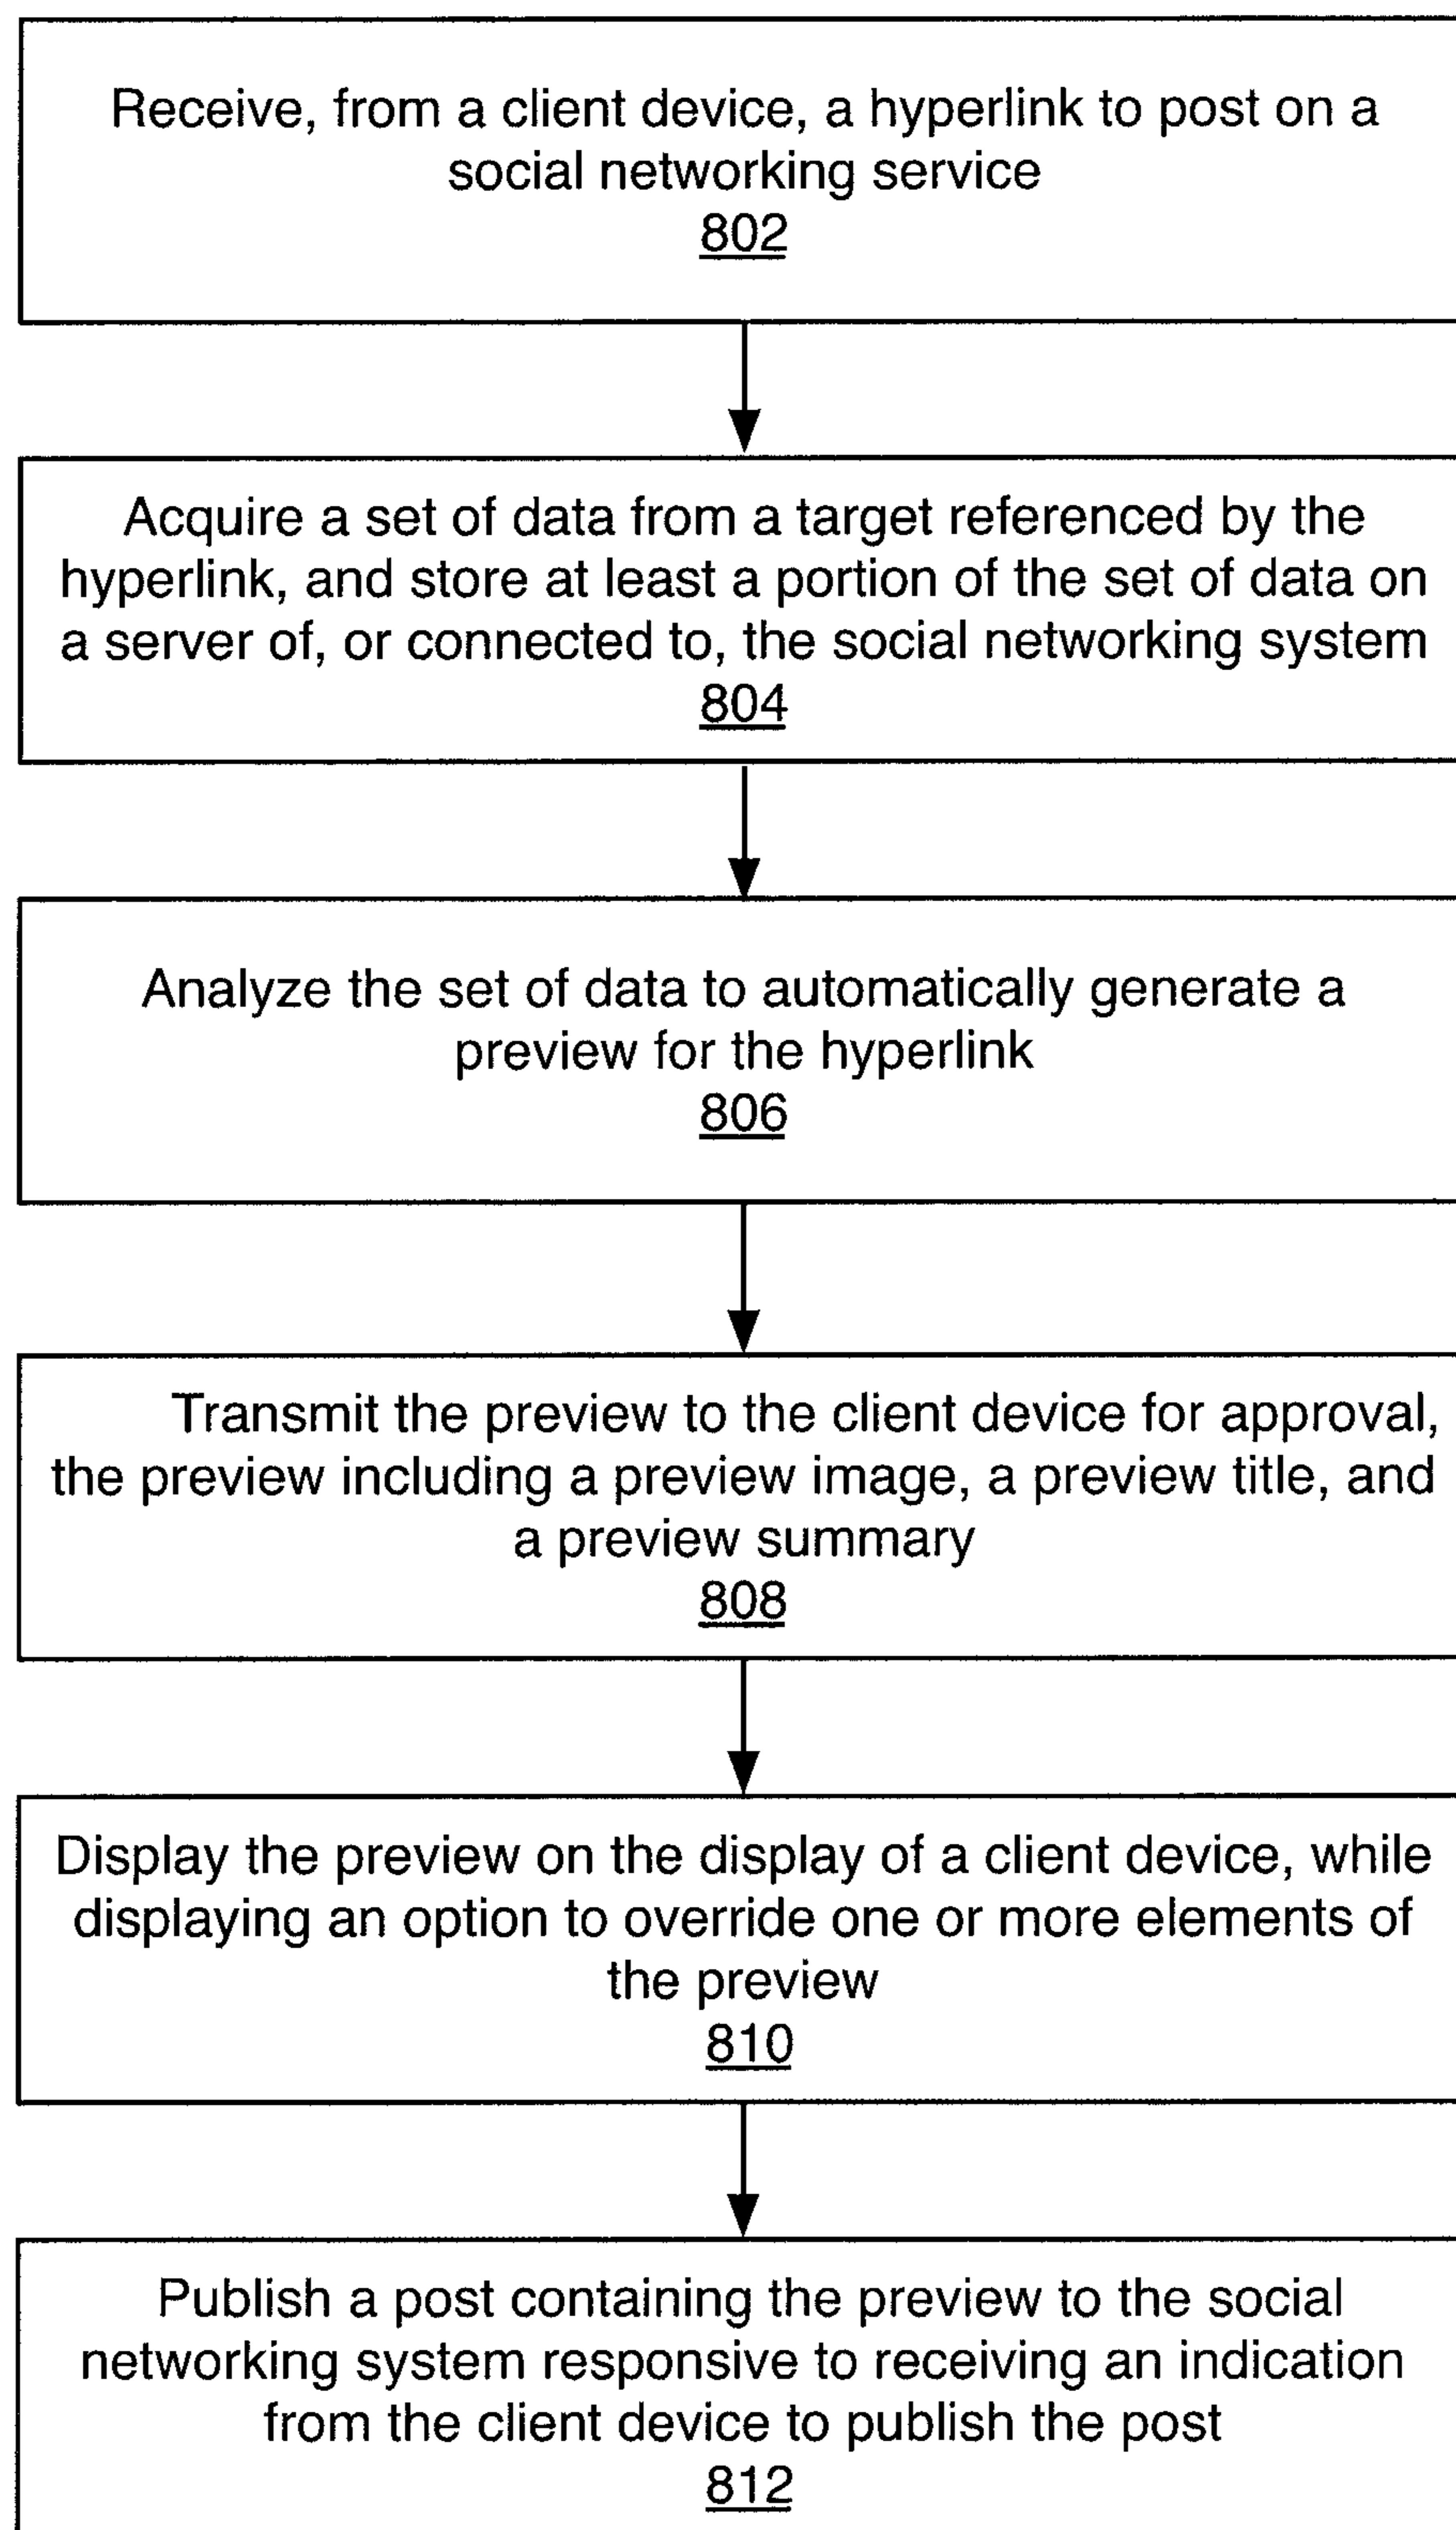 Receive, from a client device, a hyperlink to post on a
social networking service
802
Acquire a set of data from a target referenced by the
hyperlink, and store at least a portion of the set of data on
a server of, or connected to, the social networking system
804
Analyze the set of data to automatically generate a
preview for the hyperlink
806
Transmit the preview to the client device for approval,
the preview including a preview image, a preview title, and
a preview summary
808
Display the preview on the display of a client device, while
displaying an option to override one or more elements of
the preview
810
Publish a post containing the preview to the social
networking system responsive to receiving an indication
from the client device to publish the post
812